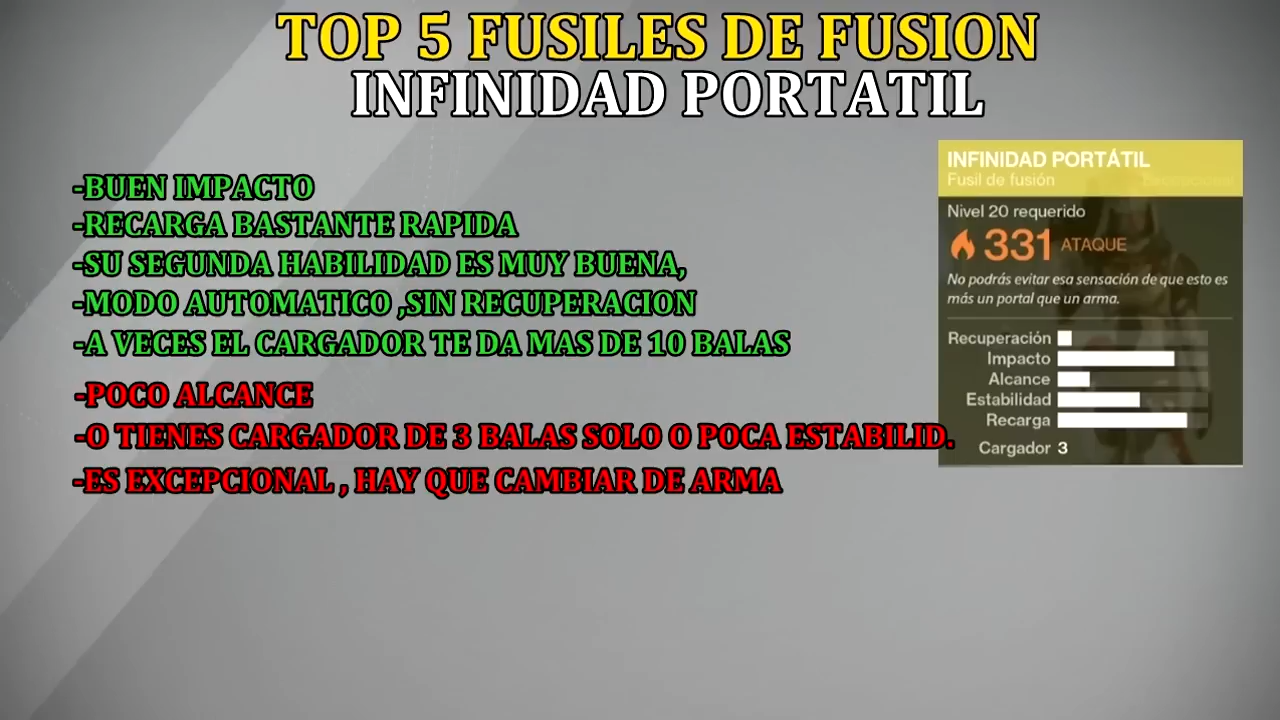 TOP 5 FUSILES DE FUSION
INFINIDAD PORTATIL
-BUEN IMPACTO
-RECARGA BASTANTE RAPIDA
-SU SEGUNDA HABILIDAD ES MUY BUENA,
-MODO AUTOMATICO ,SIN RECUPERACION
-A VECES EL CARGADOR TE DA MAS DE 10 BALAS
-POCO ALCANCE
-O TIENES CARGADOR DE 3 BALAS SOLO O POCA ESTABILID.
-ES EXCEPCIONAL , HAY QUE CAMBIAR DE ARMA
INFINIDAD PORTÁTIL
Fusil de fusión
Nivel 20 requerido
331 ATAQUE
No podrás evitar esa sensación de que esto es
más un portal que un arma.
Recuperación
Impacto
Alcance
Estabilidad
Recarga
Cargador 3